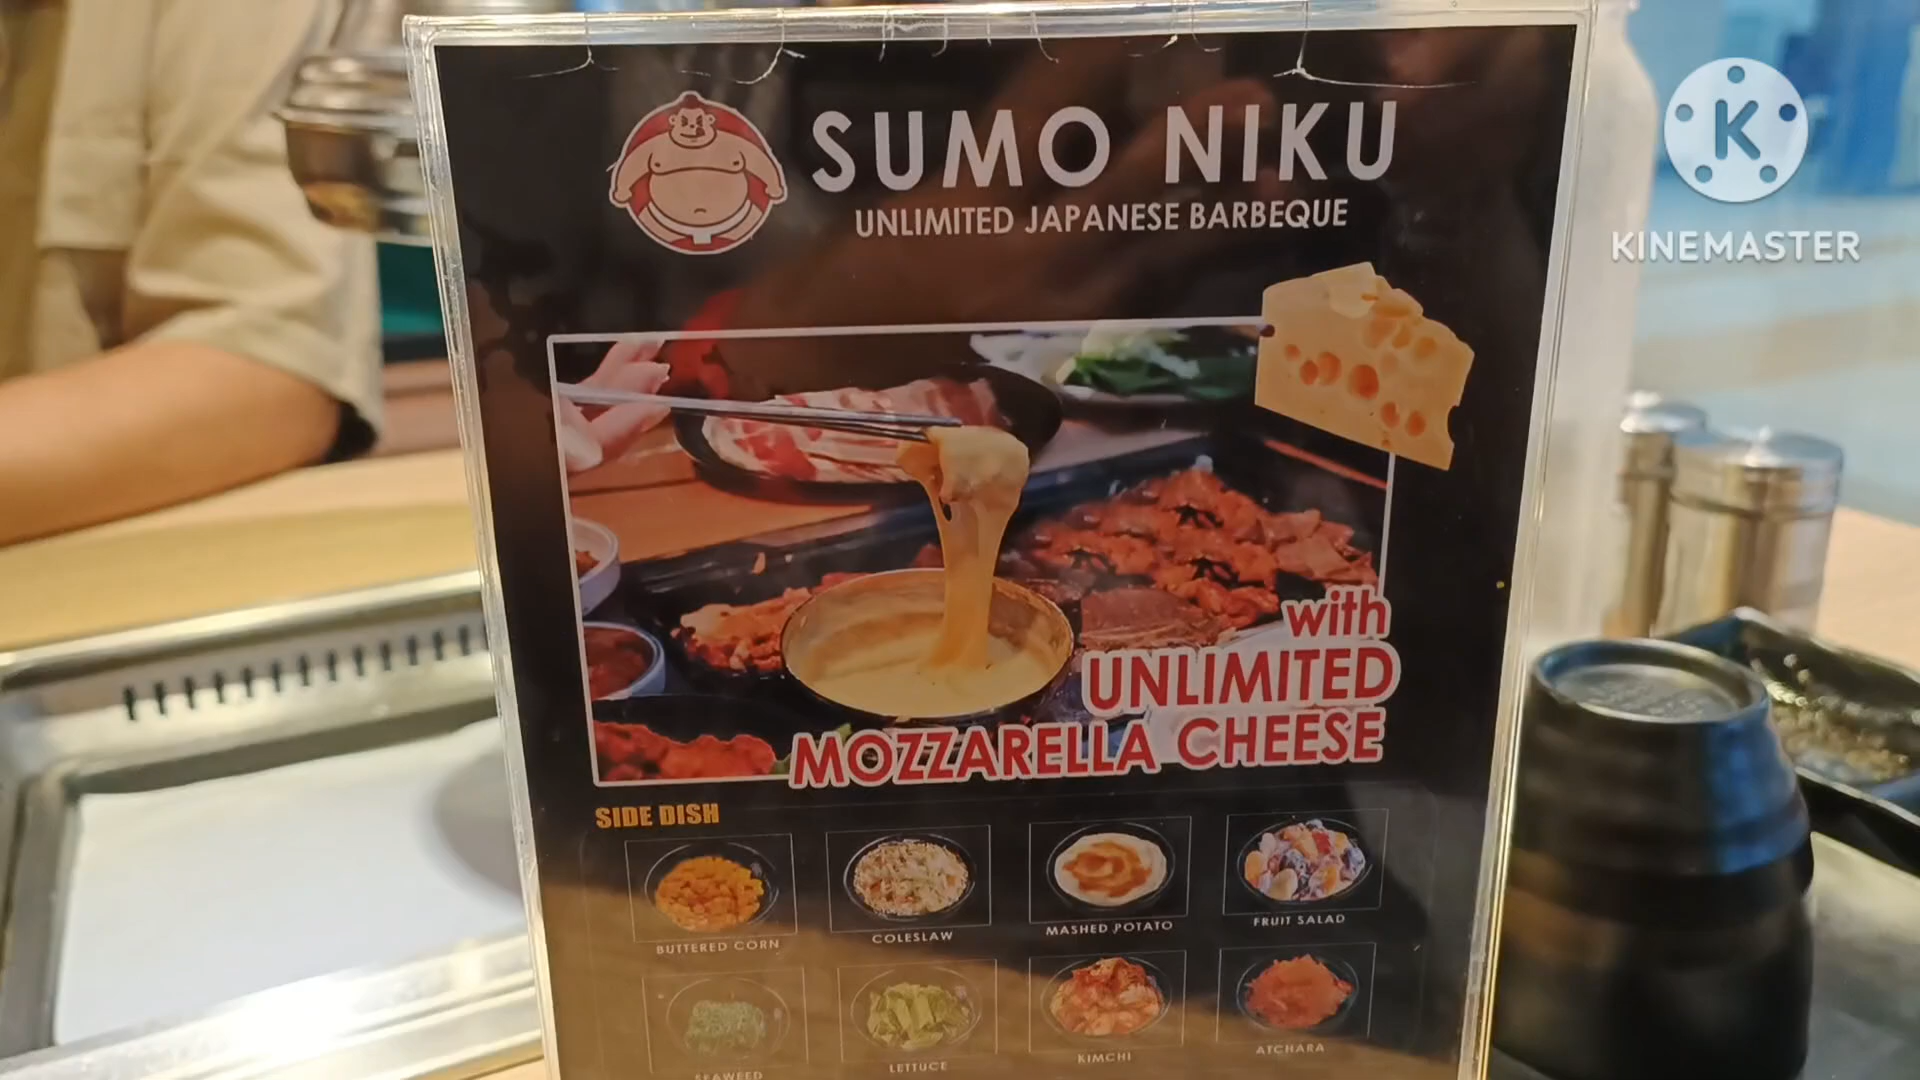 SUMO NIKU
UNLIMITED JAPANESE BARBEQUE
K
KINEMASTER
with
UNLIMITED
MOZZARELLA CHEESE
SIDE DISH
BUTTERED CORN
COLESLAW
MASHED POTATO
FRUIT SALAD
SEAWEED
LETTUCE
KIMCHI
ATCHARA